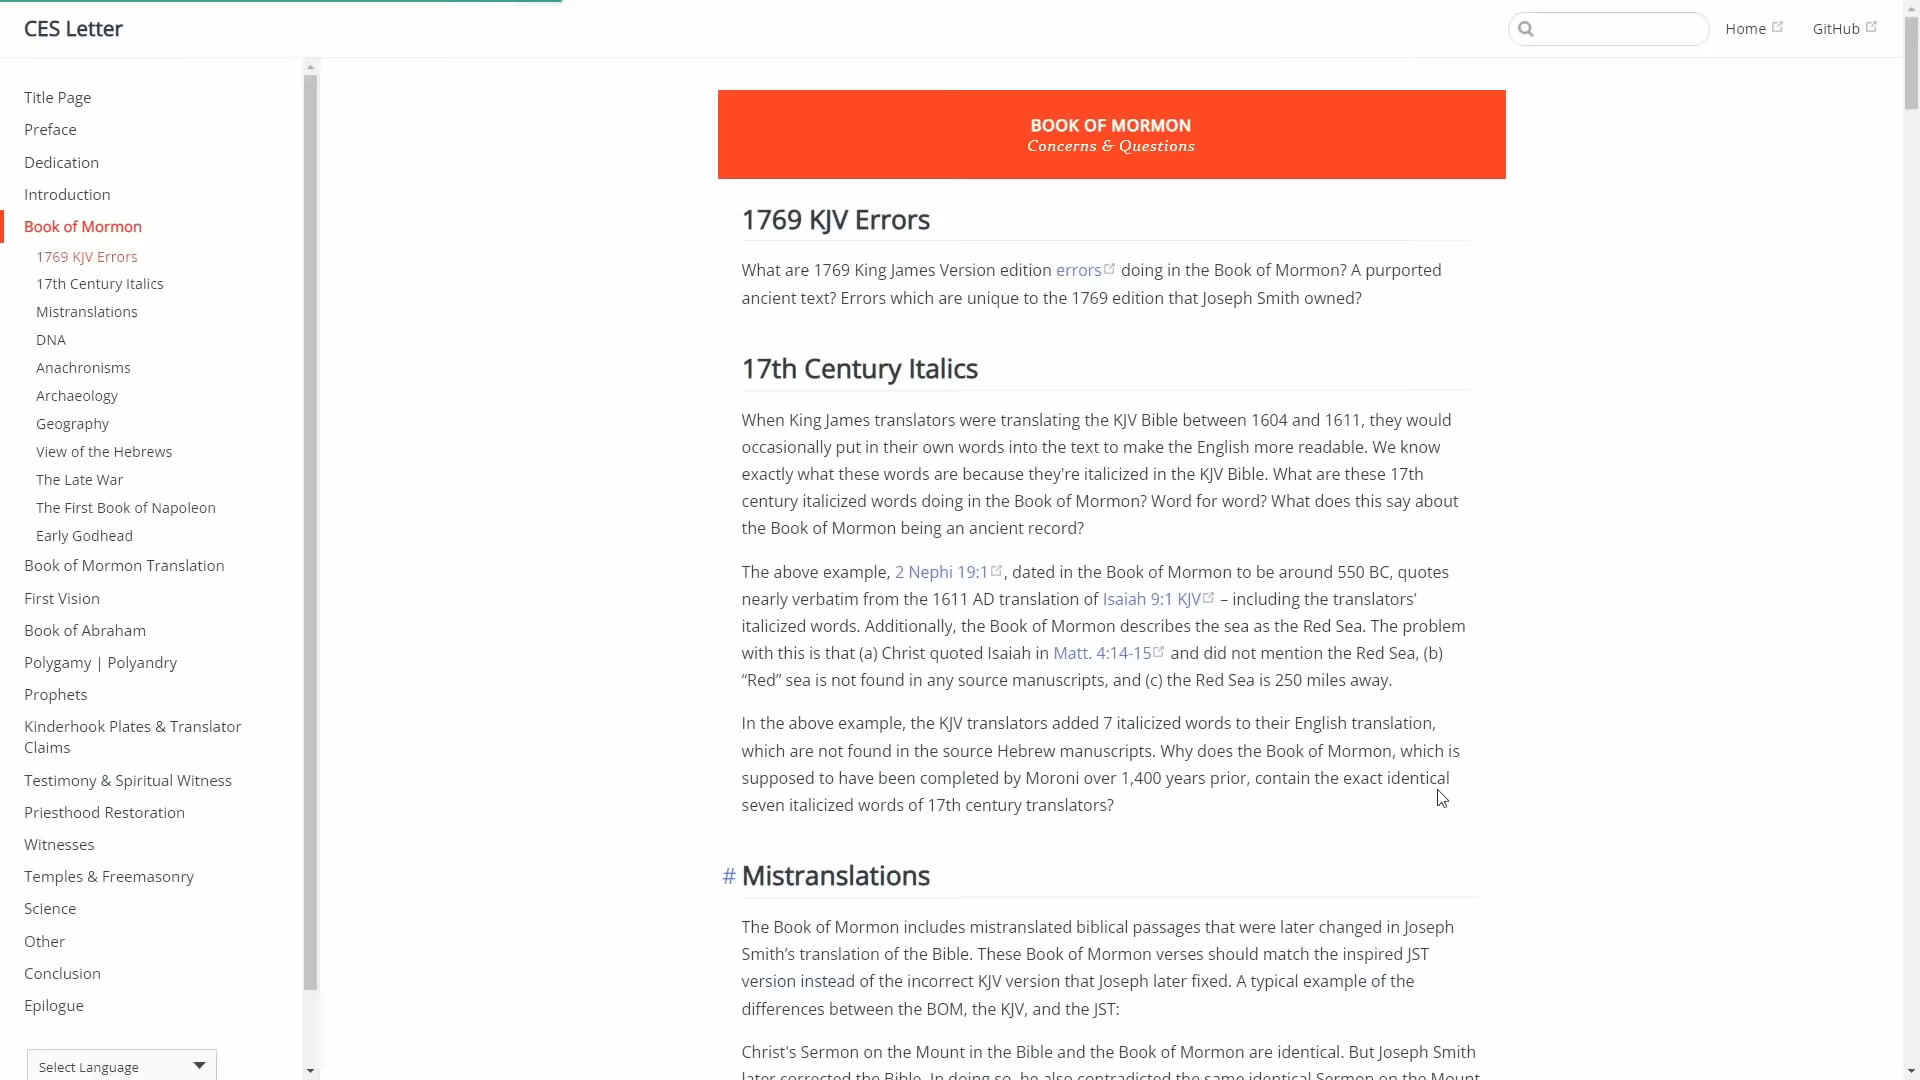 CES Letter
Home
GitHub
Title Page
Preface
Dedication
Introduction
Book of Mormon
1769 KJV Errors
17th Century Italics
Mistranslations
DNA
Anachronisms
Archaeology
Geography
View of the Hebrews
The Late War
The First Book of Napoleon
Early Godhead
Book of Mormon Translation
First Vision
Book of Abraham
Polygamy | Polyandry
Prophets
Kinderhook Plates & Translator
Claims
Testimony & Spiritual Witness
Priesthood Restoration
Witnesses
Temples & Freemasonry
Science
Other
Conclusion
Epilogue
Select Language
BOOK OF MORMON
Concerns & Questions
1769 KJV Errors
What are 1769 King James Version edition errors doing in the Book of Mormon? A purported
ancient text? Errors which are unique to the 1769 edition that Joseph Smith owned?
17th Century Italics
When King James translators were translating the KJV Bible between 1604 and 1611, they would
occasionally put in their own words into the text to make the English more readable. We know
exactly what these words are because they're italicized in the KJV Bible. What are these 17th
century italicized words doing in the Book of Mormon? Word for word? What does this say about
the Book of Mormon being an ancient record?
The above example, 2 Nephi 19:1, dated in the Book of Mormon to be around 550 BC, quotes
nearly verbatim from the 1611 AD translation of Isaiah 9:1 KJV – including the translators’
italicized words. Additionally, the Book of Mormon describes the sea as the Red Sea. The problem
with this is that (a) Christ quoted Isaiah in Matt. 4:14-15 and did not mention the Red Sea, (b)
“Red” sea is not found in any source manuscripts, and (c) the Red Sea is 250 miles away.
In the above example, the KJV translators added 7 italicized words to their English translation,
which are not found in the source Hebrew manuscripts. Why does the Book of Mormon, which is
supposed to have been completed by Moroni over 1,400 years prior, contain the exact identical
seven italicized words of 17th century translators?
# Mistranslations
The Book of Mormon includes mistranslated biblical passages that were later changed in Joseph
Smith’s translation of the Bible. These Book of Mormon verses should match the inspired JST
version instead of the incorrect KJV version that Joseph later fixed. A typical example of the
differences between the BOM, the KJV, and the JST:
Christ's Sermon on the Mount in the Bible and the Book of Mormon are identical. But Joseph Smith
later corrected the Bible. In doing so, he also contradicted the same identical Sermon on the Mount